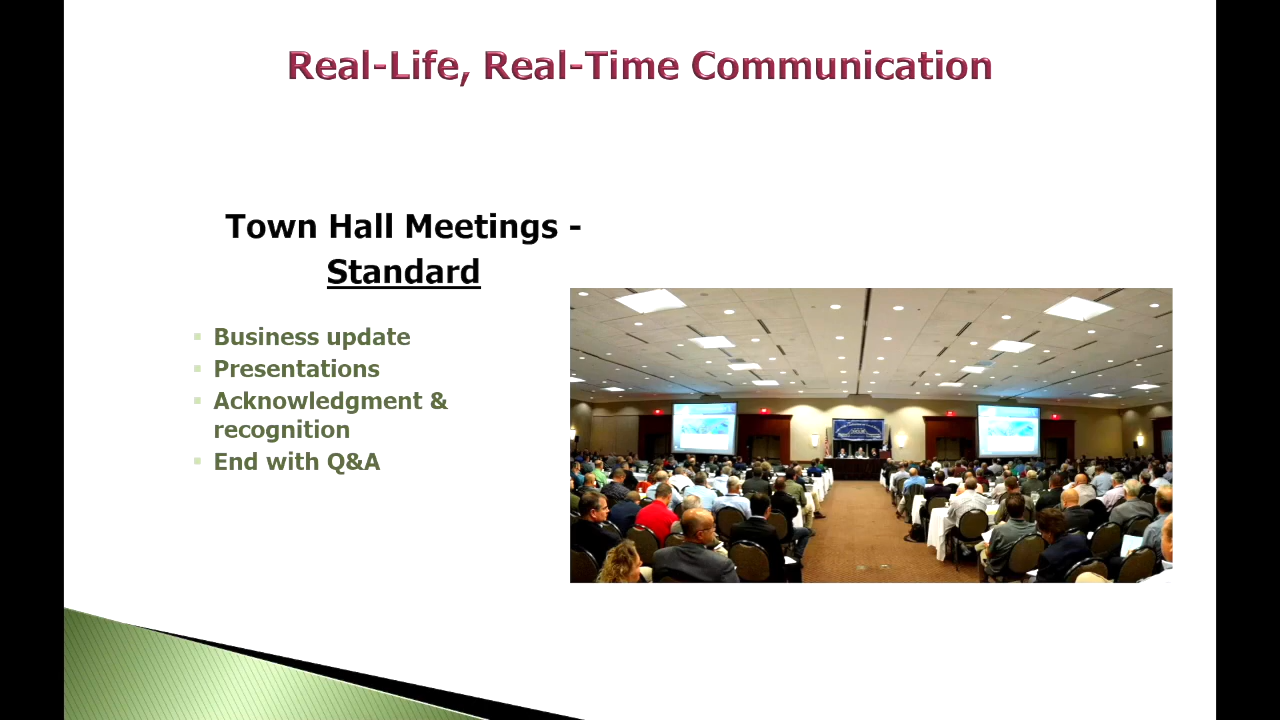 Real-Life, Real-Time Communication
Town Hall Meetings -
Standard
Business update
Presentations
Acknowledgment &
recognition
End with Q&A